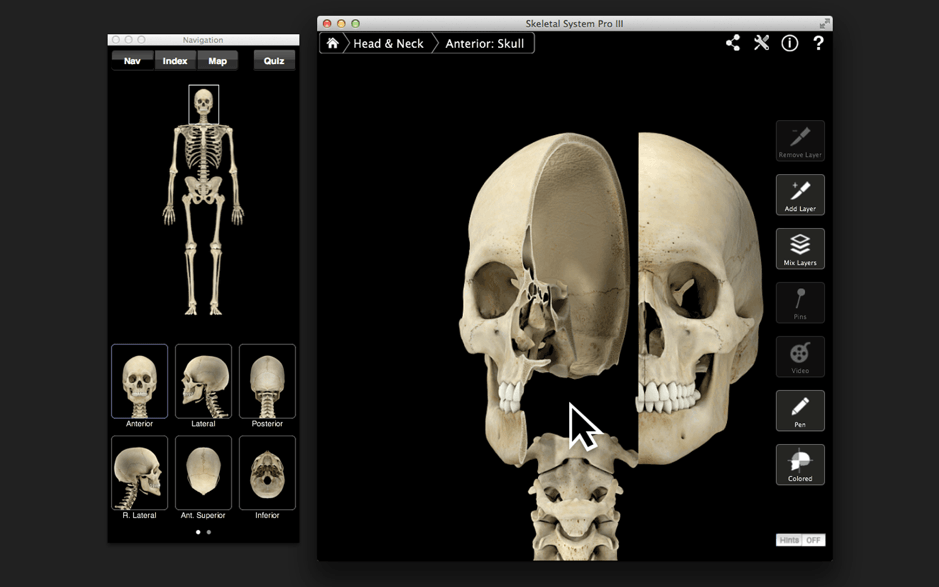 Navigation
Nav Index Map Quiz
Anterior Lateral Posterior
R. Lateral Ant. Superior Inferior
Skeletal System Pro III
Head & Neck Anterior: Skull
i ?
Remove Layer
Add Layer
Mix Layers
Pins
Video
Pen
Colored
Hints OFF